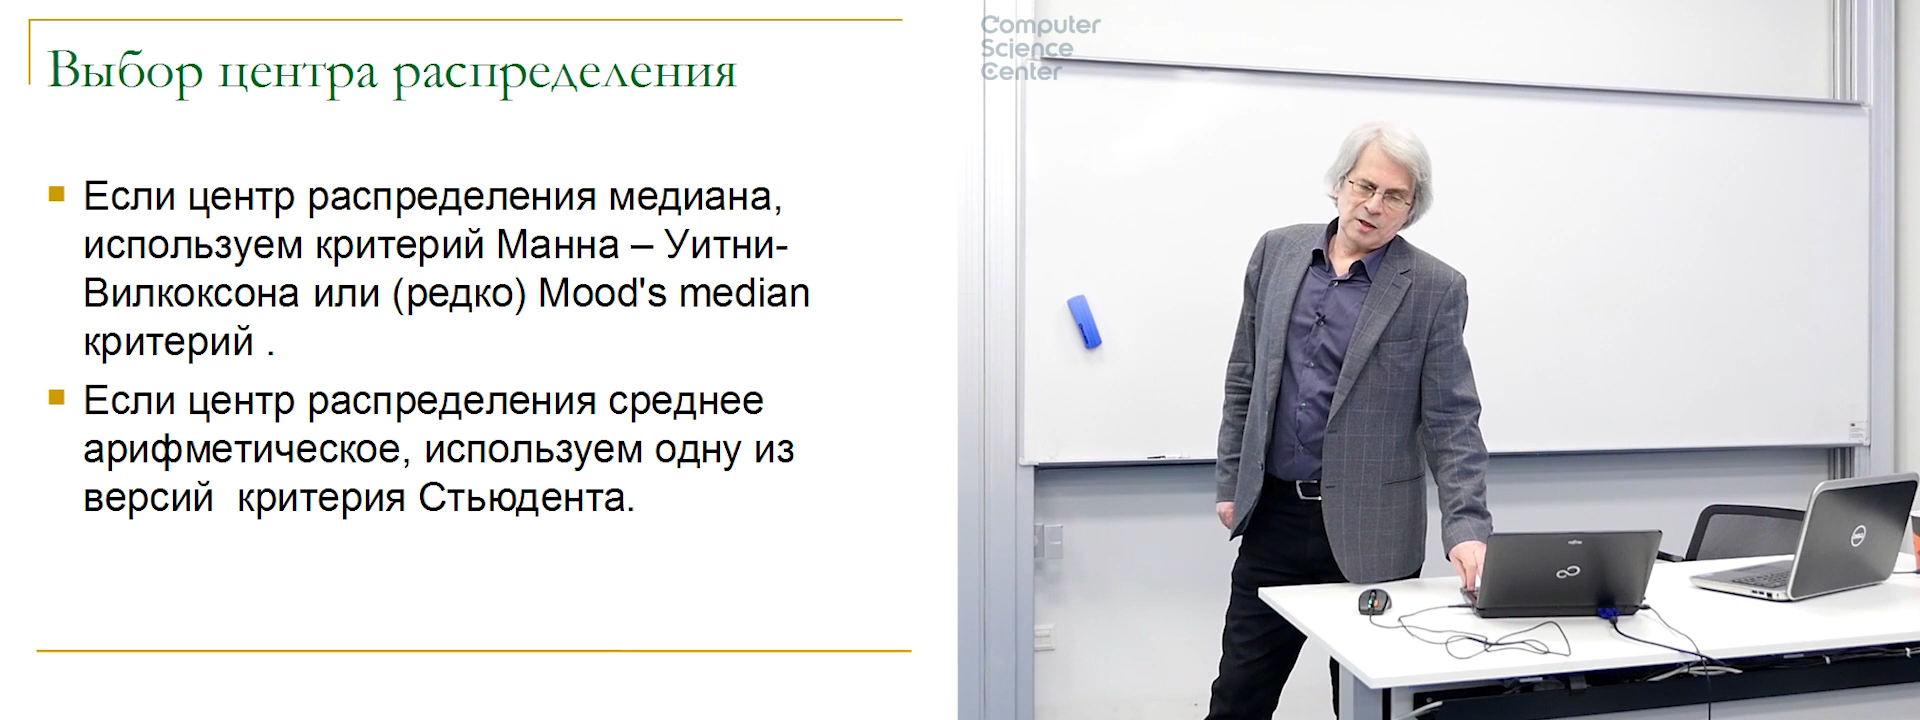 Выбор центра распределения
Если центр распределения медиана,
используем критерий Манна – Уитни-
Вилкоксона или (редко) Mood's median
критерий .
Если центр распределения среднее
арифметическое, используем одну из
версий  критерия Стьюдента.
Computer
Science
Center
DELL